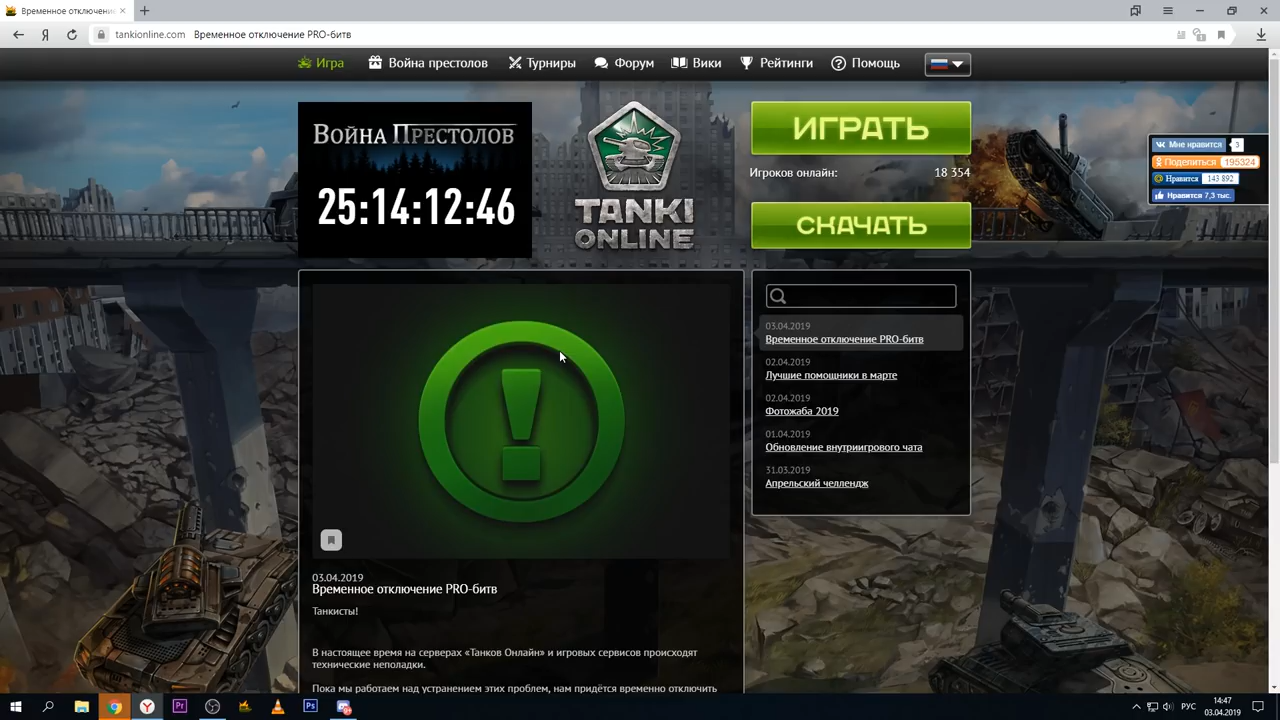 Временное отключени
tankionline.com Временное отключение PRO-битв
Игра Война престолов Турниры Форум Вики Рейтинги Помощь
ВОЙНА ПРЕСТОЛОВ
25:14:12:46
TANKI
ONLINE
ИГРАТЬ
Игроков онлайн: 18 354
СКАЧАТЬ
Мне нравится 3
Поделиться 195324
Нравится 143 892
Нравится 7,3 тыс.
03.04.2019
Временное отключение PRO-битв
02.04.2019
Лучшие помощники в марте
02.04.2019
Фотожаба 2019
01.04.2019
Обновление внутриигрового чата
31.03.2019
Апрельский челлендж
03.04.2019
Временное отключение PRO-битв
Танкисты!
В настоящее время на серверах «Танков Онлайн» и игровых сервисов происходят
технические неполадки.
Пока мы работаем над устранением этих проблем, нам придётся временно отключить
Pr
Ps
РУС
14:47
03.04.2019